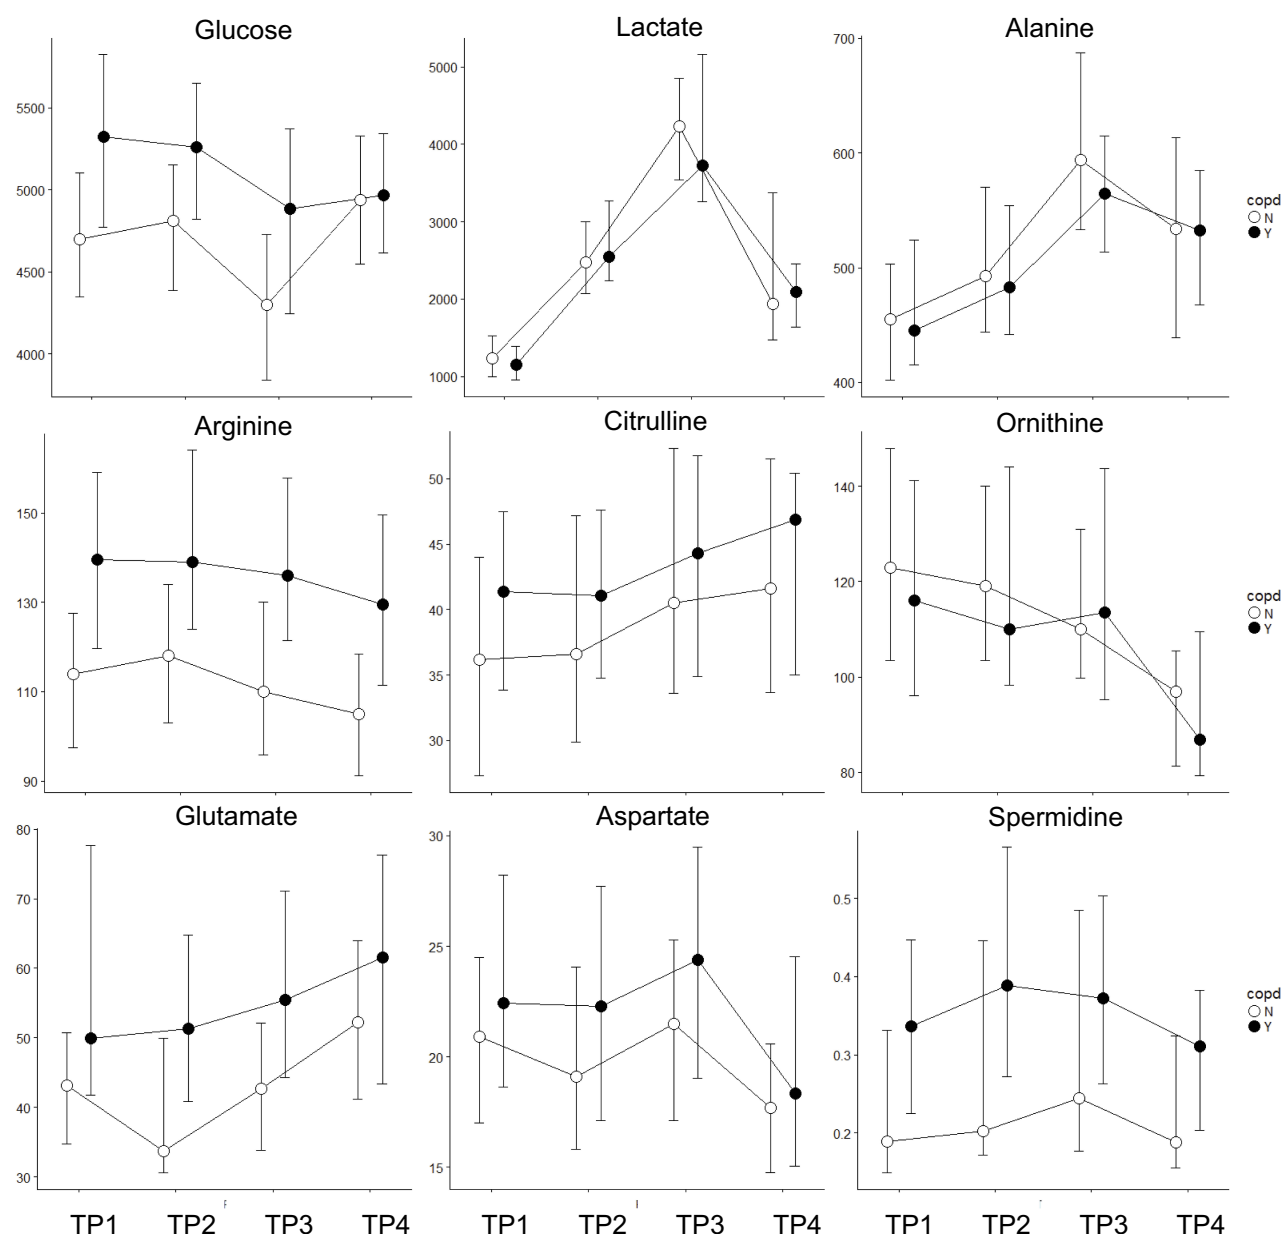 Glucose
Lactate
Alanine
5500
5000
4500
4000
5000
4000
3000
2000
1000
700
600
500
400
copd
N
Y
Arginine
Citrulline
Ornithine
150
130
110
90
50
45
40
35
30
140
120
100
80
copd
N
Y
Glutamate
Aspartate
Spermidine
80
70
60
50
40
30
30
25
20
15
0.5
0.4
0.3
0.2
copd
N
Y
TP1 TP2 TP3 TP4
TP1 TP2 TP3 TP4
TP1 TP2 TP3 TP4